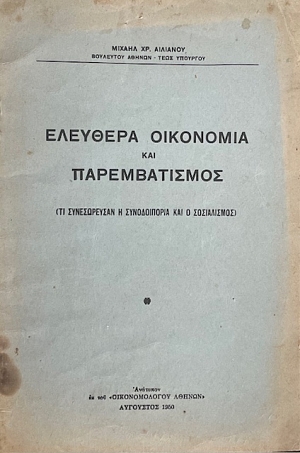 ΜΙΧΑΗΛ ΧΡ. ΑΙΛΙΑΝΟΥ
ΒΟΥΛΕΥΤΟΥ ΑΘΗΝΩΝ - ΤΕΩΣ ΥΠΟΥΡΓΟΥ
ΕΛΕΥΘΕΡΑ ΟΙΚΟΝΟΜΙΑ
ΚΑΙ
ΠΑΡΕΜΒΑΤΙΣΜΟΣ
(ΤΙ ΣΥΝΕΣΩΡΕΥΣΑΝ Η ΣΥΝΟΔΟΙΠΟΡΙΑ ΚΑΙ Ο ΣΟΣΙΑΛΙΣΜΟΣ)
Ἀνάτυπον
ἐκ τοῦ «ΟΙΚΟΝΟΜΟΛΟΓΟΥ ΑΘΗΝΩΝ»
ΑΥΓΟΥΣΤΟΣ 1950